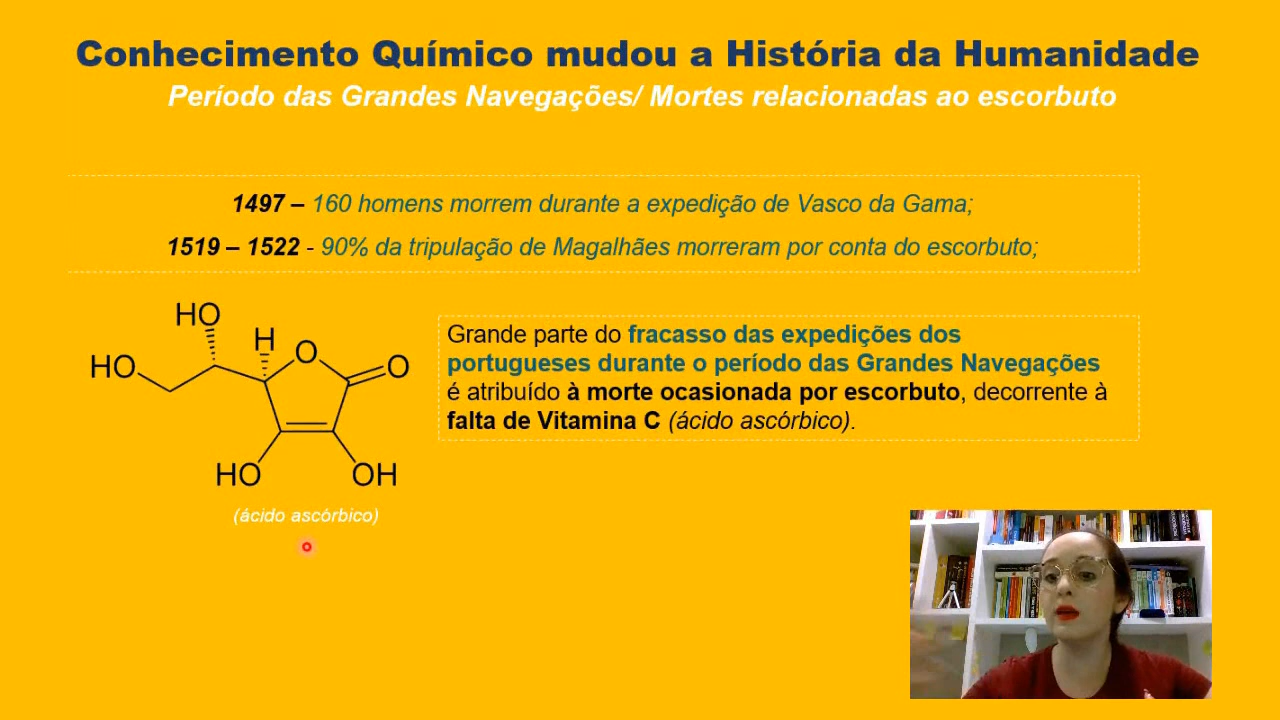 Conhecimento Químico mudou a História da Humanidade
Período das Grandes Navegações/ Mortes relacionadas ao escorbuto
1497 – 160 homens morrem durante a expedição de Vasco da Gama;
1519 – 1522 - 90% da tripulação de Magalhães morreram por conta do escorbuto;
HO
H
HO
O
O
HO
OH
(ácido ascórbico)
Grande parte do fracasso das expedições dos
portugueses durante o período das Grandes Navegações
é atribuído à morte ocasionada por escorbuto, decorrente à
falta de Vitamina C (ácido ascórbico).